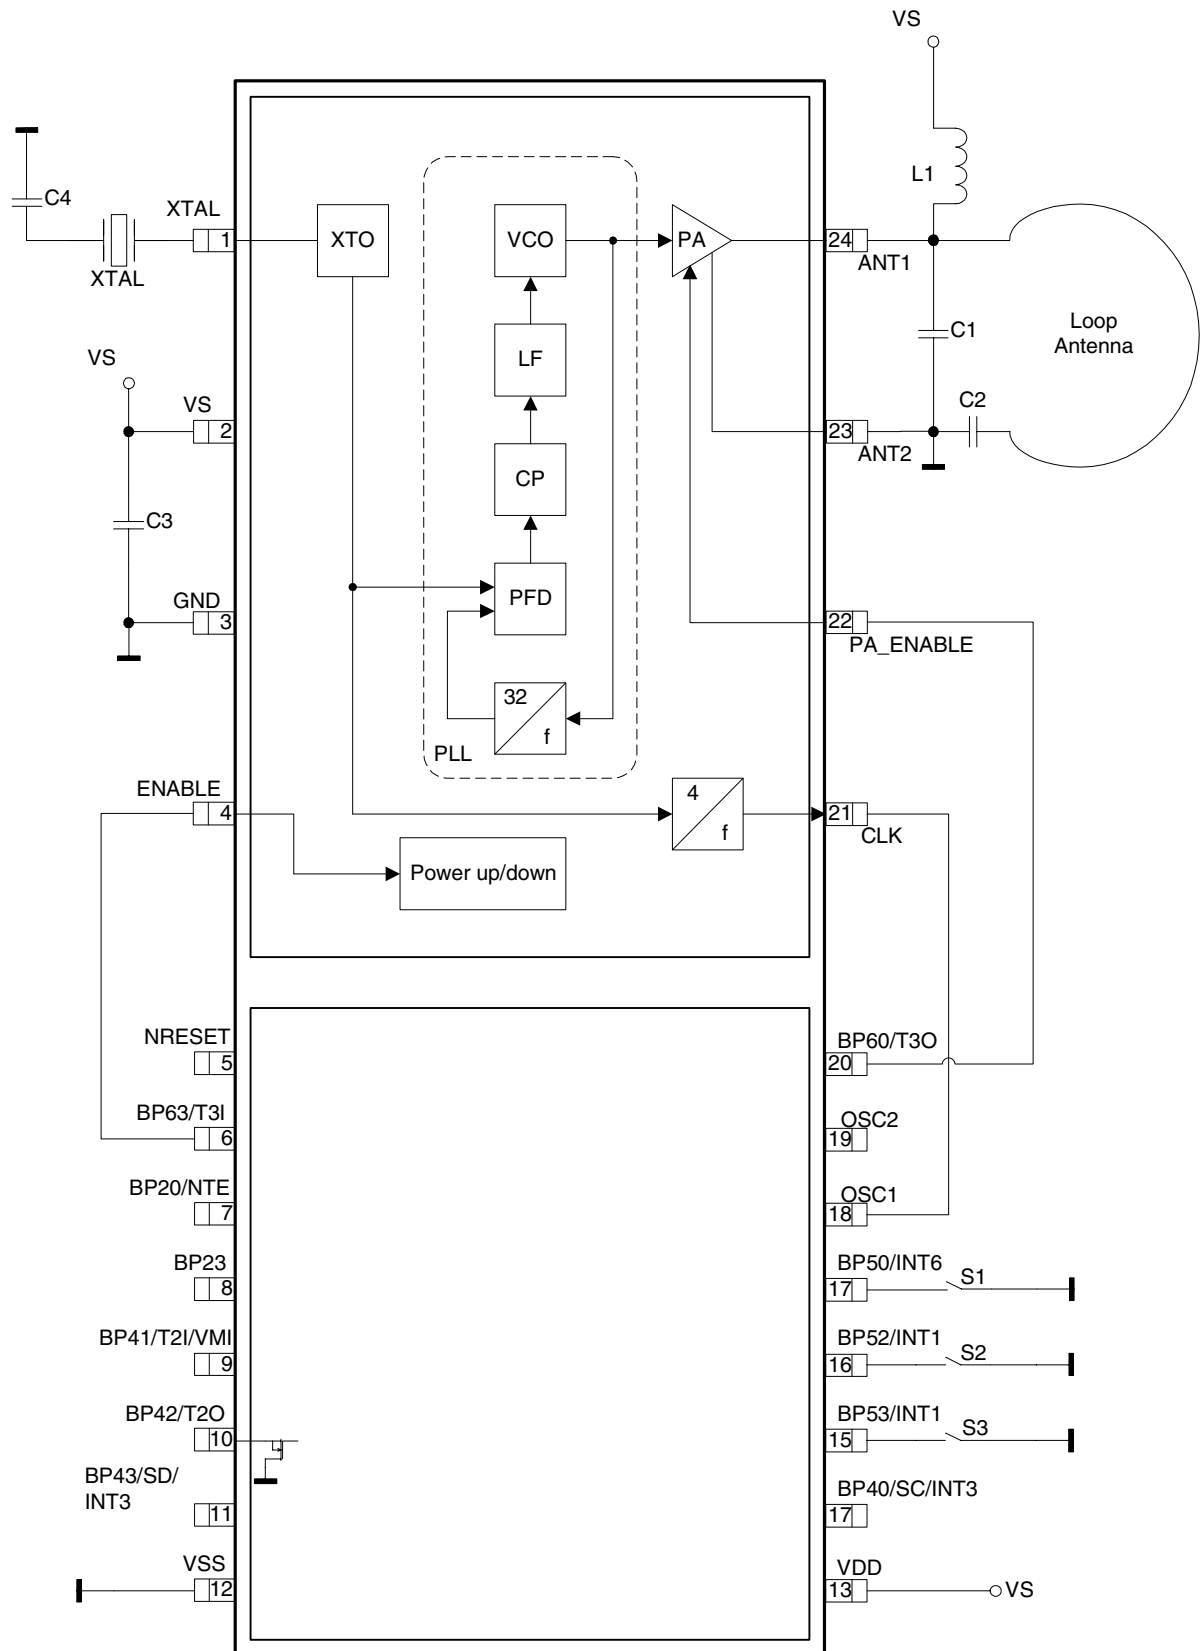 VS
L1
C4
XTAL
1
XTAL
XTO
VCO
PA
24
ANT1
C1
Loop
Antenna
LF
VS
VS
2
C2
23
ANT2
CP
C3
GND
3
PFD
22
PA_ENABLE
32
f
PLL
ENABLE
4
4
f
21
CLK
Power up/down
NRESET
5
BP60/T3O
20
BP63/T3I
6
OSC2
19
BP20/NTE
7
OSC1
18
BP23
8
BP50/INT6
17
S1
BP41/T2I/VMI
9
BP52/INT1
16
S2
BP42/T2O
10
BP53/INT1
15
S3
BP43/SD/
INT3
11
BP40/SC/INT3
17
VSS
12
VDD
13
VS